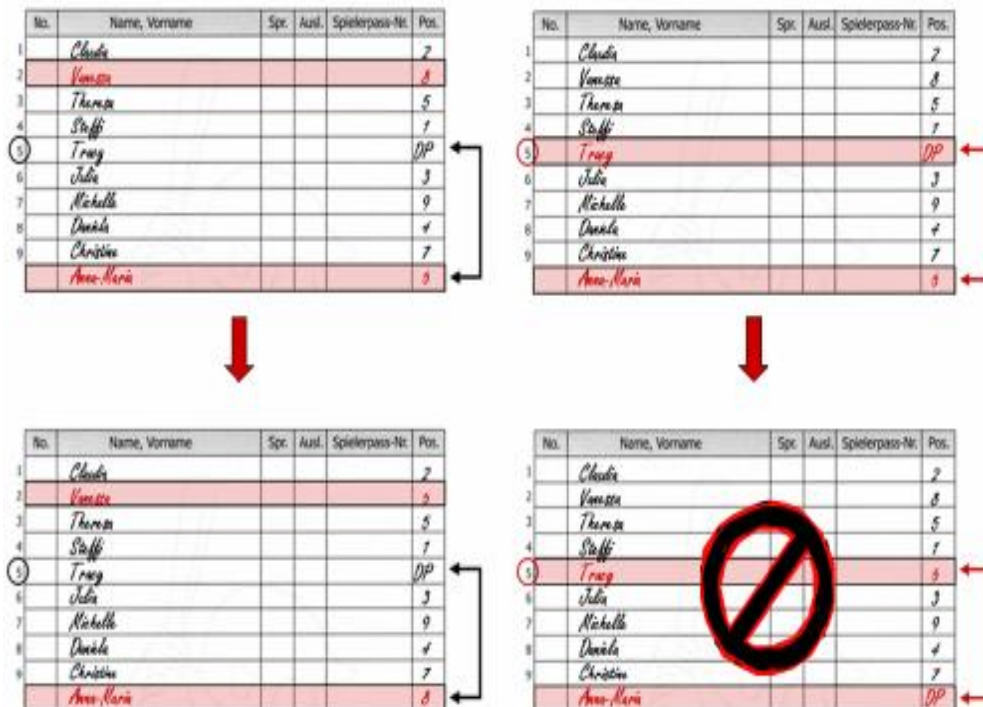 No. Name, Vorname Spr. Ausl. Spielerpass-Nr. Pos.
1 Claudia 2
2 Vanessa 8
3 Theresa 5
4 Steffi 1
5 Tracy DP
6 Julia 3
7 Michelle 9
8 Daniela 4
9 Christine 7
Anna-Maria 6
No. Name, Vorname Spr. Ausl. Spielerpass-Nr. Pos.
1 Claudia 2
2 Vanessa 8
3 Theresa 5
4 Steffi 1
5 Tracy DP
6 Julia 3
7 Michelle 9
8 Daniela 4
9 Christine 7
Anna-Maria 6
No. Name, Vorname Spr. Ausl. Spielerpass-Nr. Pos.
1 Claudia 2
2 Vanessa 6
3 Theresa 5
4 Steffi 1
5 Tracy DP
6 Julia 3
7 Michelle 9
8 Daniela 4
9 Christine 7
Anna-Maria 8
No. Name, Vorname Spr. Ausl. Spielerpass-Nr. Pos.
1 Claudia 2
2 Vanessa 8
3 Theresa 5
4 Steffi 1
5 Tracy 6
6 Julia 3
7 Michelle 9
8 Daniela 4
9 Christine 7
Anna-Maria DP